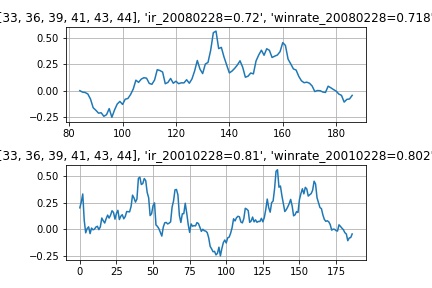 [33, 36, 39, 41, 43, 44], 'ir_20080228=0.72', 'winrate_20080228=0.718'
0.50
0.25
0.00
−0.25
80 100 120 140 160 180
[33, 36, 39, 41, 43, 44], 'ir_20010228=0.81', 'winrate_20010228=0.802'
0.50
0.25
0.00
−0.25
0 25 50 75 100 125 150 175